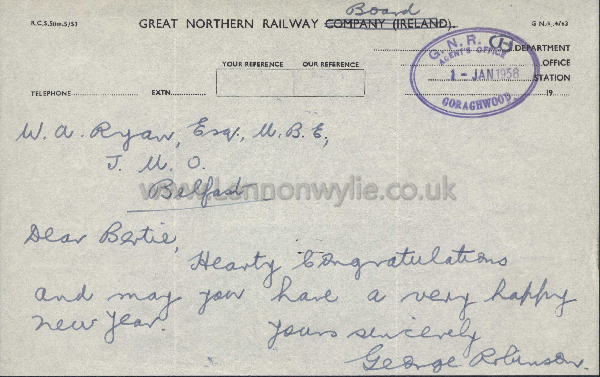 Board
R.C.S. 50m. 5/53 GREAT NORTHERN RAILWAY COMPANY (IRELAND). G.N.A. 4/63
G.N.R. (I) DEPARTMENT
AGENT'S OFFICE OFFICE
1 - JAN 1958 STATION
GORAGHWOOD 19
YOUR REFERENCE OUR REFERENCE
TELEPHONE EXTN.
W. A. Ryan, Esq., M.B.E,
J. M. O.
Belfast
www.Lennonwylie.co.uk
Dear Bertie,
Hearty Congratulations
and may you have a very happy
new year.
Yours sincerely
George Robinson.